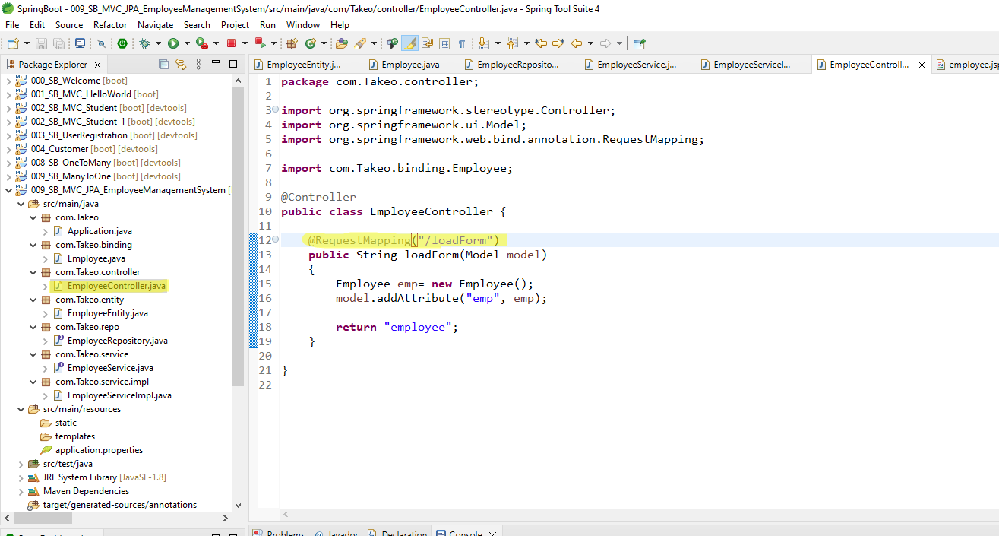 SpringBoot - 009_SB_MVC_JPA_EmployeeManagementSystem/src/main/java/com/Takeo/controller/EmployeeController.java - Spring Tool Suite 4
File Edit Source Refactor Navigate Search Project Run Window Help
Package Explorer
000_SB_Welcome [boot]
001_SB_MVC_HelloWorld [boot]
002_SB_MVC_Student [boot] [devtools]
002_SB_MVC_Student-1 [boot] [devtools]
003_SB_UserRegistration [boot] [devtools]
004_Customer [boot] [devtools]
008_SB_OneToMany [boot] [devtools]
009_SB_ManyToOne [boot] [devtools]
009_SB_MVC_JPA_EmployeeManagementSystem [
src/main/java
com.Takeo
Application.java
com.Takeo.binding
Employee.java
com.Takeo.controller
EmployeeController.java
com.Takeo.entity
EmployeeEntity.java
com.Takeo.repo
EmployeeRepository.java
com.Takeo.service
EmployeeService.java
com.Takeo.service.impl
EmployeeServiceImpl.java
src/main/resources
static
templates
application.properties
src/test/java
JRE System Library [JavaSE-1.8]
Maven Dependencies
target/generated-sources/annotations
EmployeeEntity.j... Employee.java EmployeeReposito... EmployeeService.j... EmployeeServiceI... EmployeeControll... employee.jsp
1 package com.Takeo.controller;
2
3 import org.springframework.stereotype.Controller;
4 import org.springframework.ui.Model;
5 import org.springframework.web.bind.annotation.RequestMapping;
6
7 import com.Takeo.binding.Employee;
8
9 @Controller
10 public class EmployeeController {
11
12 @RequestMapping("/loadForm")
13 public String loadForm(Model model)
14 {
15 Employee emp= new Employee();
16 model.addAttribute("emp", emp);
17
18 return "employee";
19 }
20
21 }
22
Problems Javadoc Declaration Console